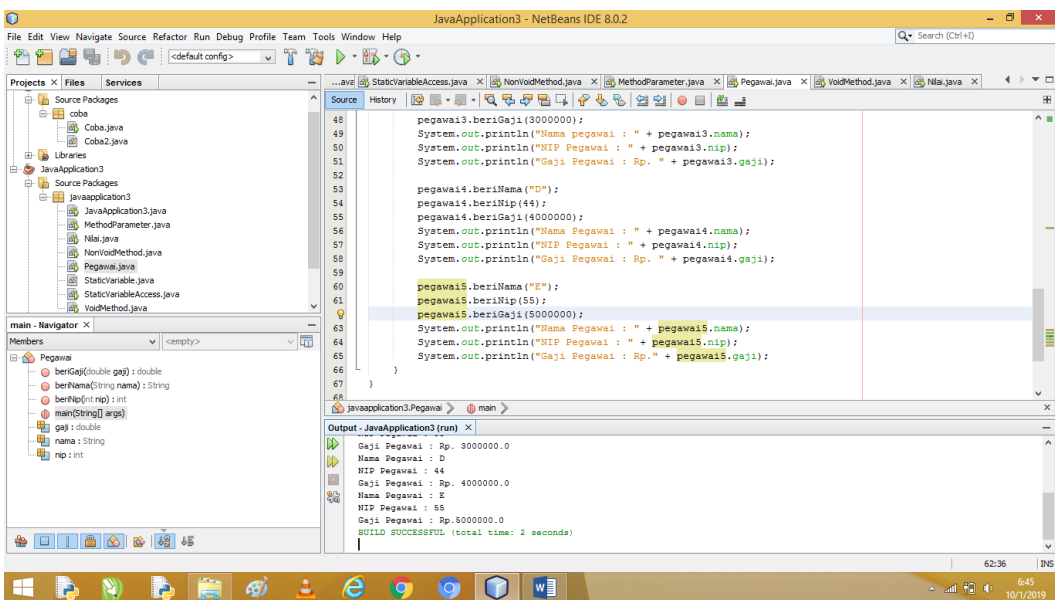 JavaApplication3 - NetBeans IDE 8.0.2
File Edit View Navigate Source Refactor Run Debug Profile Team Tools Window Help
Search (Ctrl+I)
<default config>
Projects Files Services
Source Packages
coba
Coba.java
Coba2.java
Libraries
JavaApplication3
Source Packages
javaapplication3
JavaApplication3.java
MethodParameter.java
Nilai.java
NonVoidMethod.java
Pegawai.java
StaticVariable.java
StaticVariableAccess.java
VoidMethod.java
main - Navigator
Members <empty>
Pegawai
beriGaji(double gaji) : double
beriNama(String nama) : String
beriNip(int nip) : int
main(String[] args)
gaji : double
nama : String
nip : int
...ava StaticVariableAccess.java NonVoidMethod.java MethodParameter.java Pegawai.java VoidMethod.java Nilai.java
Source History
48 pegawai3.beriGaji(3000000);
49 System.out.println("Nama pegawai : " + pegawai3.nama);
50 System.out.println("NIP Pegawai : " + pegawai3.nip);
51 System.out.println("Gaji Pegawai : Rp. " + pegawai3.gaji);
52
53 pegawai4.beriNama("D");
54 pegawai4.beriNip(44);
55 pegawai4.beriGaji(4000000);
56 System.out.println("Nama Pegawai : " + pegawai4.nama);
57 System.out.println("NIP Pegawai : " + pegawai4.nip);
58 System.out.println("Gaji Pegawai : Rp. " + pegawai4.gaji);
59
60 pegawai5.beriNama("E");
61 pegawai5.beriNip(55);
pegawai5.beriGaji(5000000);
63 System.out.println("Nama Pegawai : " + pegawai5.nama);
64 System.out.println("NIP Pegawai : " + pegawai5.nip);
65 System.out.println("Gaji Pegawai : Rp." + pegawai5.gaji);
66 }
67 }
68
javaapplication3.Pegawai main
Output - JavaApplication3 (run)
Gaji Pegawai : Rp. 3000000.0
Nama Pegawai : D
NIP Pegawai : 44
Gaji Pegawai : Rp. 4000000.0
Nama Pegawai : E
NIP Pegawai : 55
Gaji Pegawai : Rp.5000000.0
BUILD SUCCESSFUL (total time: 2 seconds)
62:36 INS
6:45
10/1/2019